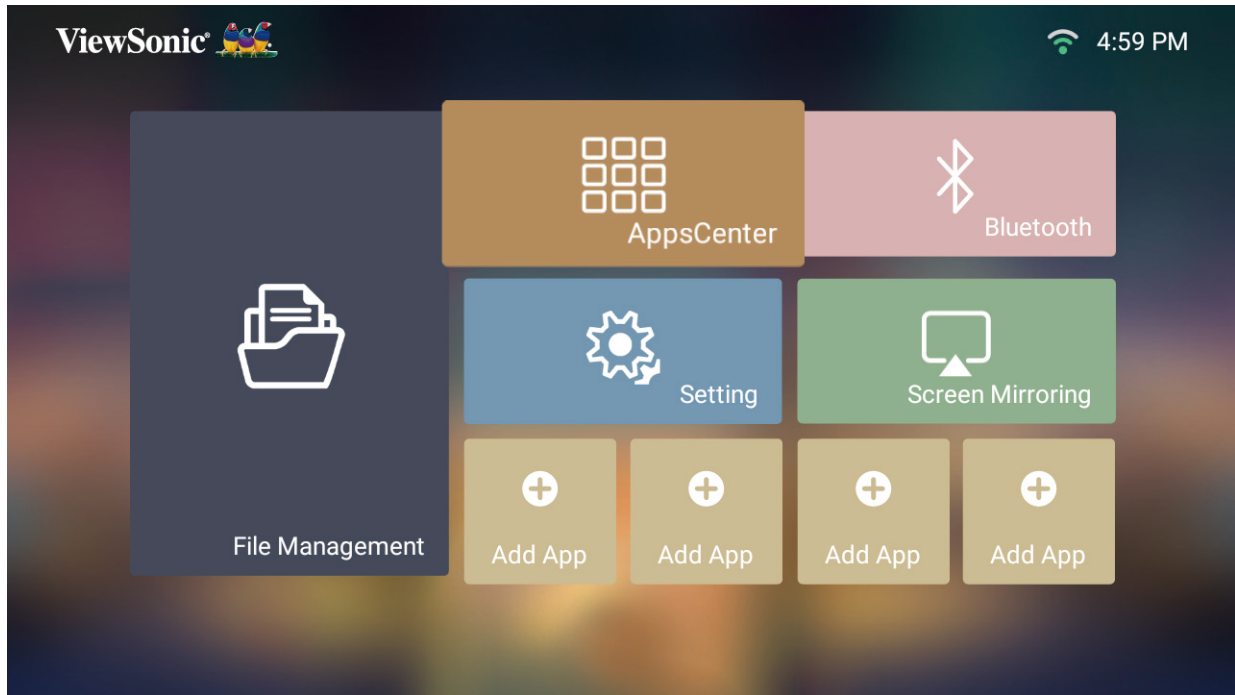 ViewSonic®
4:59 PM
AppsCenter
Bluetooth
Setting
Screen Mirroring
File Management
Add App
Add App
Add App
Add App